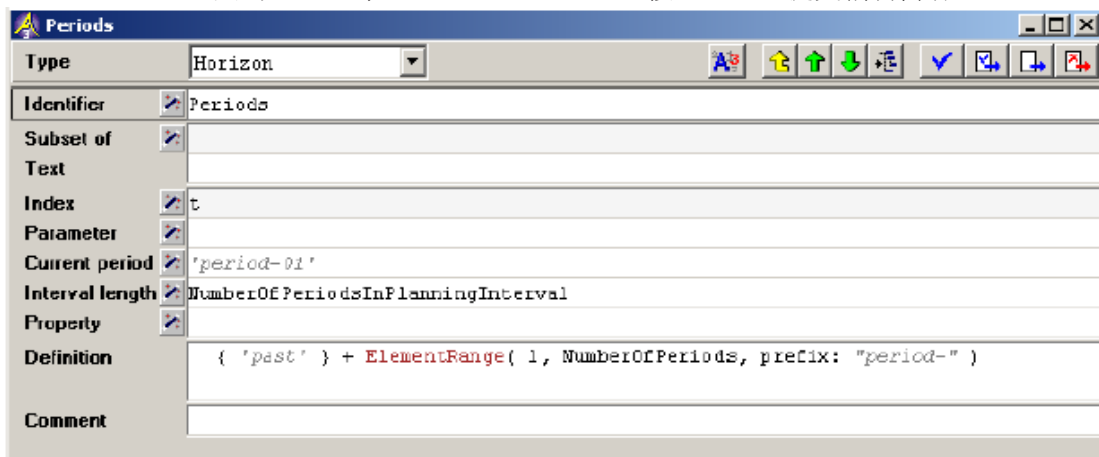 Periods
Type Horizon
Identifier Periods
Subset of
Text
Index t
Parameter
Current period 'period-01'
Interval length NumberOfPeriodsInPlanningInterval
Property
Definition { 'past' } + ElementRange( 1, NumberOfPeriods, prefix: "period-" )
Comment